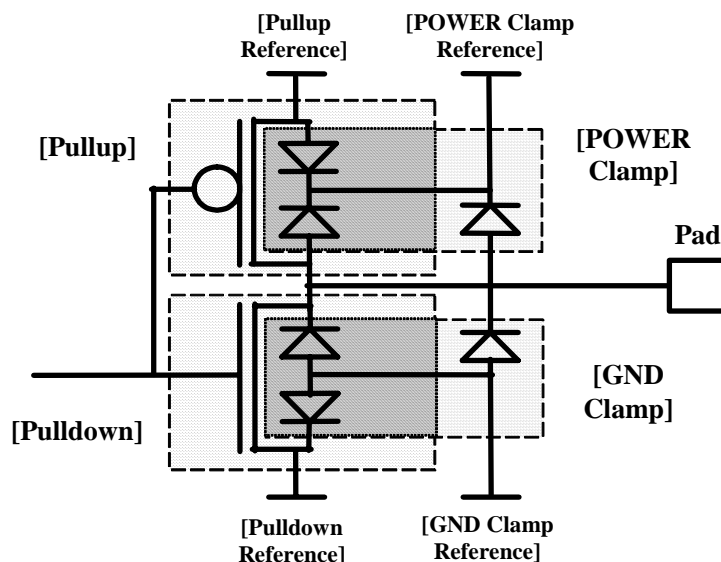 [Pullup
Reference]
[POWER Clamp
Reference]
[Pullup]
[POWER
Clamp]
Pad
[GND
Clamp]
[Pulldown]
[Pulldown
Reference]
[GND Clamp
Reference]